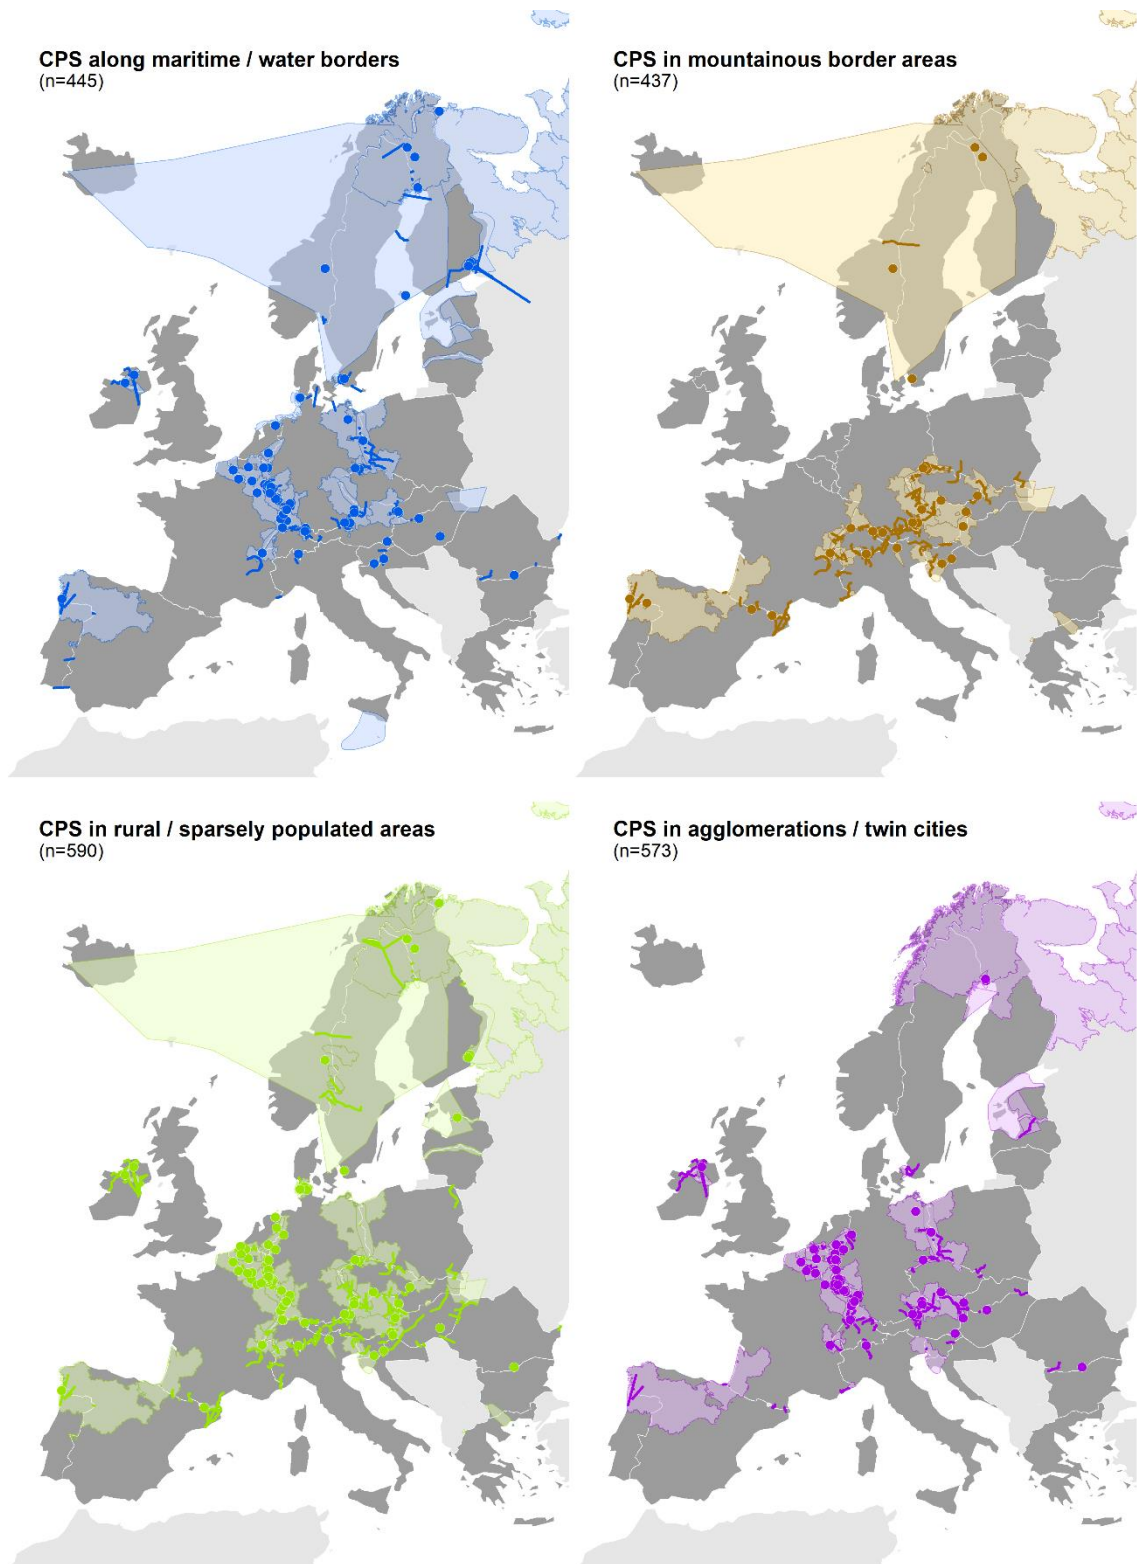 CPS along maritime / water borders
(n=445)
CPS in mountainous border areas
(n=437)
CPS in rural / sparsely populated areas
(n=590)
CPS in agglomerations / twin cities
(n=573)